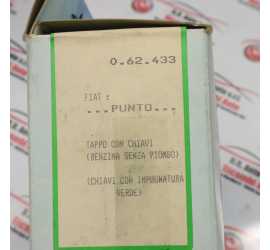 0.62.433
FIAT :
...PUNTO...
TAPPO CON CHIAVI
(BENZINA SENZA PIOMBO)
(CHIAVI CON IMPUGNATURA
VERDE)